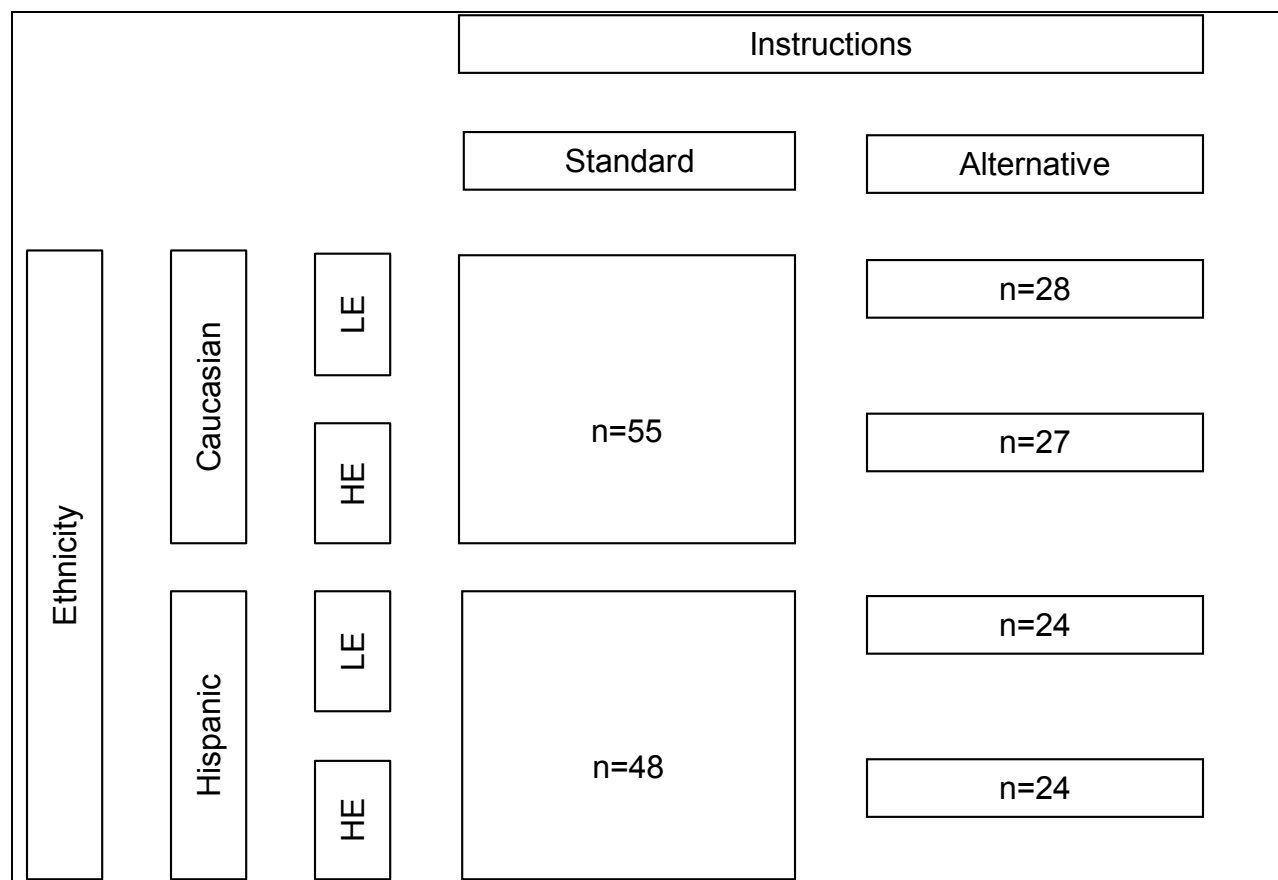 Instructions
Standard
Alternative
Ethnicity
Caucasian
LE
HE
n=55
n=28
n=27
Hispanic
LE
HE
n=48
n=24
n=24